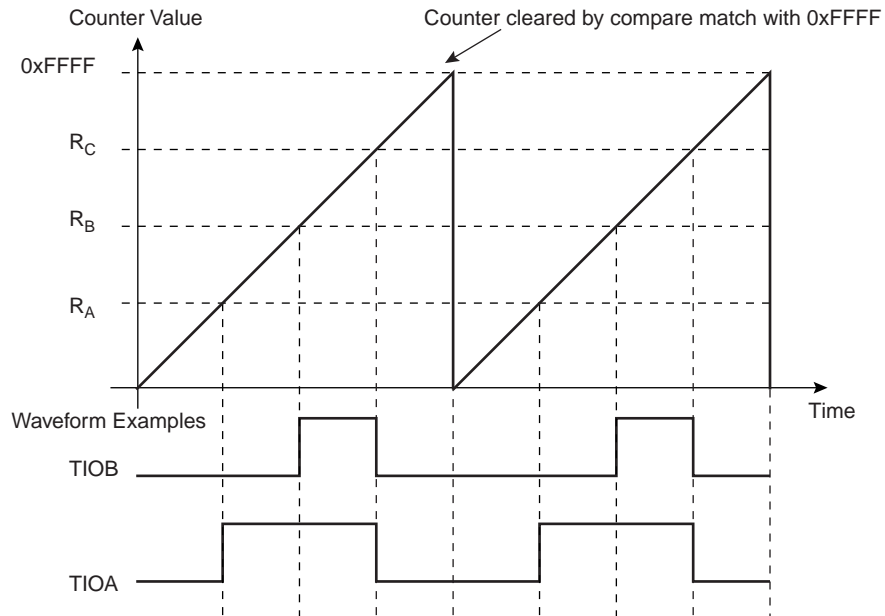 Counter Value
Counter cleared by compare match with 0xFFFF
0xFFFF
RC
RB
RA
Time
Waveform Examples
TIOB
TIOA